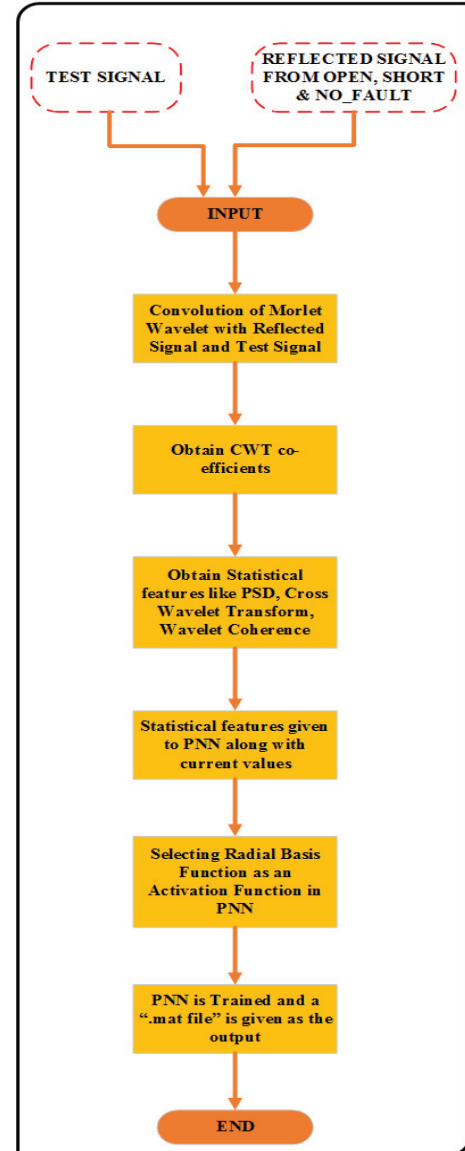 TEST SIGNAL
REFLECTED SIGNAL
FROM OPEN, SHORT
& NO_FAULT
INPUT
Convolution of Morlet
Wavelet with Reflected
Signal and Test Signal
Obtain CWT co-
efficients
Obtain Statistical
features like PSD, Cross
Wavelet Transform,
Wavelet Coherence
Statistical features given
to PNN along with
current values
Selecting Radial Basis
Function as an
Activation Function in
PNN
PNN is Trained and a
“.mat file” is given as the
output
END